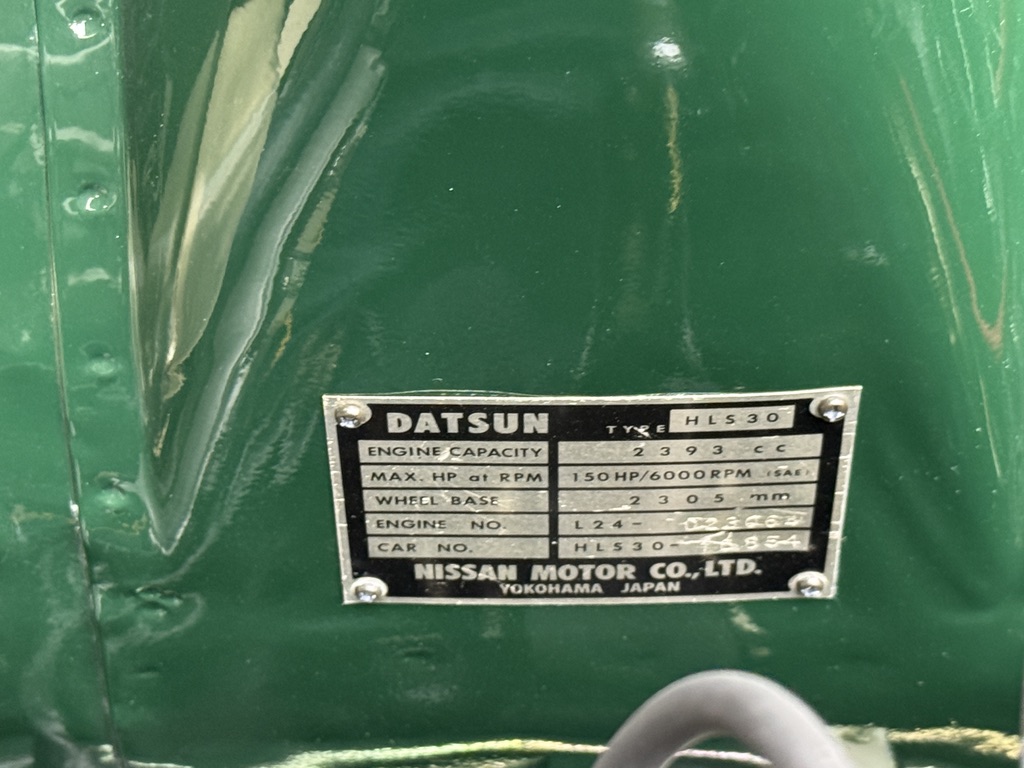 DATSUN TYPE HLS30
ENGINE CAPACITY 2393 cc
MAX. HP at RPM 150HP/6000RPM (SAE)
WHEEL BASE 2305 mm
ENGINE NO. L24-
CAR NO. HLS30-
NISSAN MOTOR CO., LTD.
YOKOHAMA JAPAN